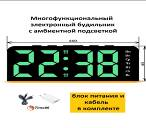 Многофункциональный
электронный будильник
с амбиентной подсветкой
22:38
блок питания и
кабель
в комплекте